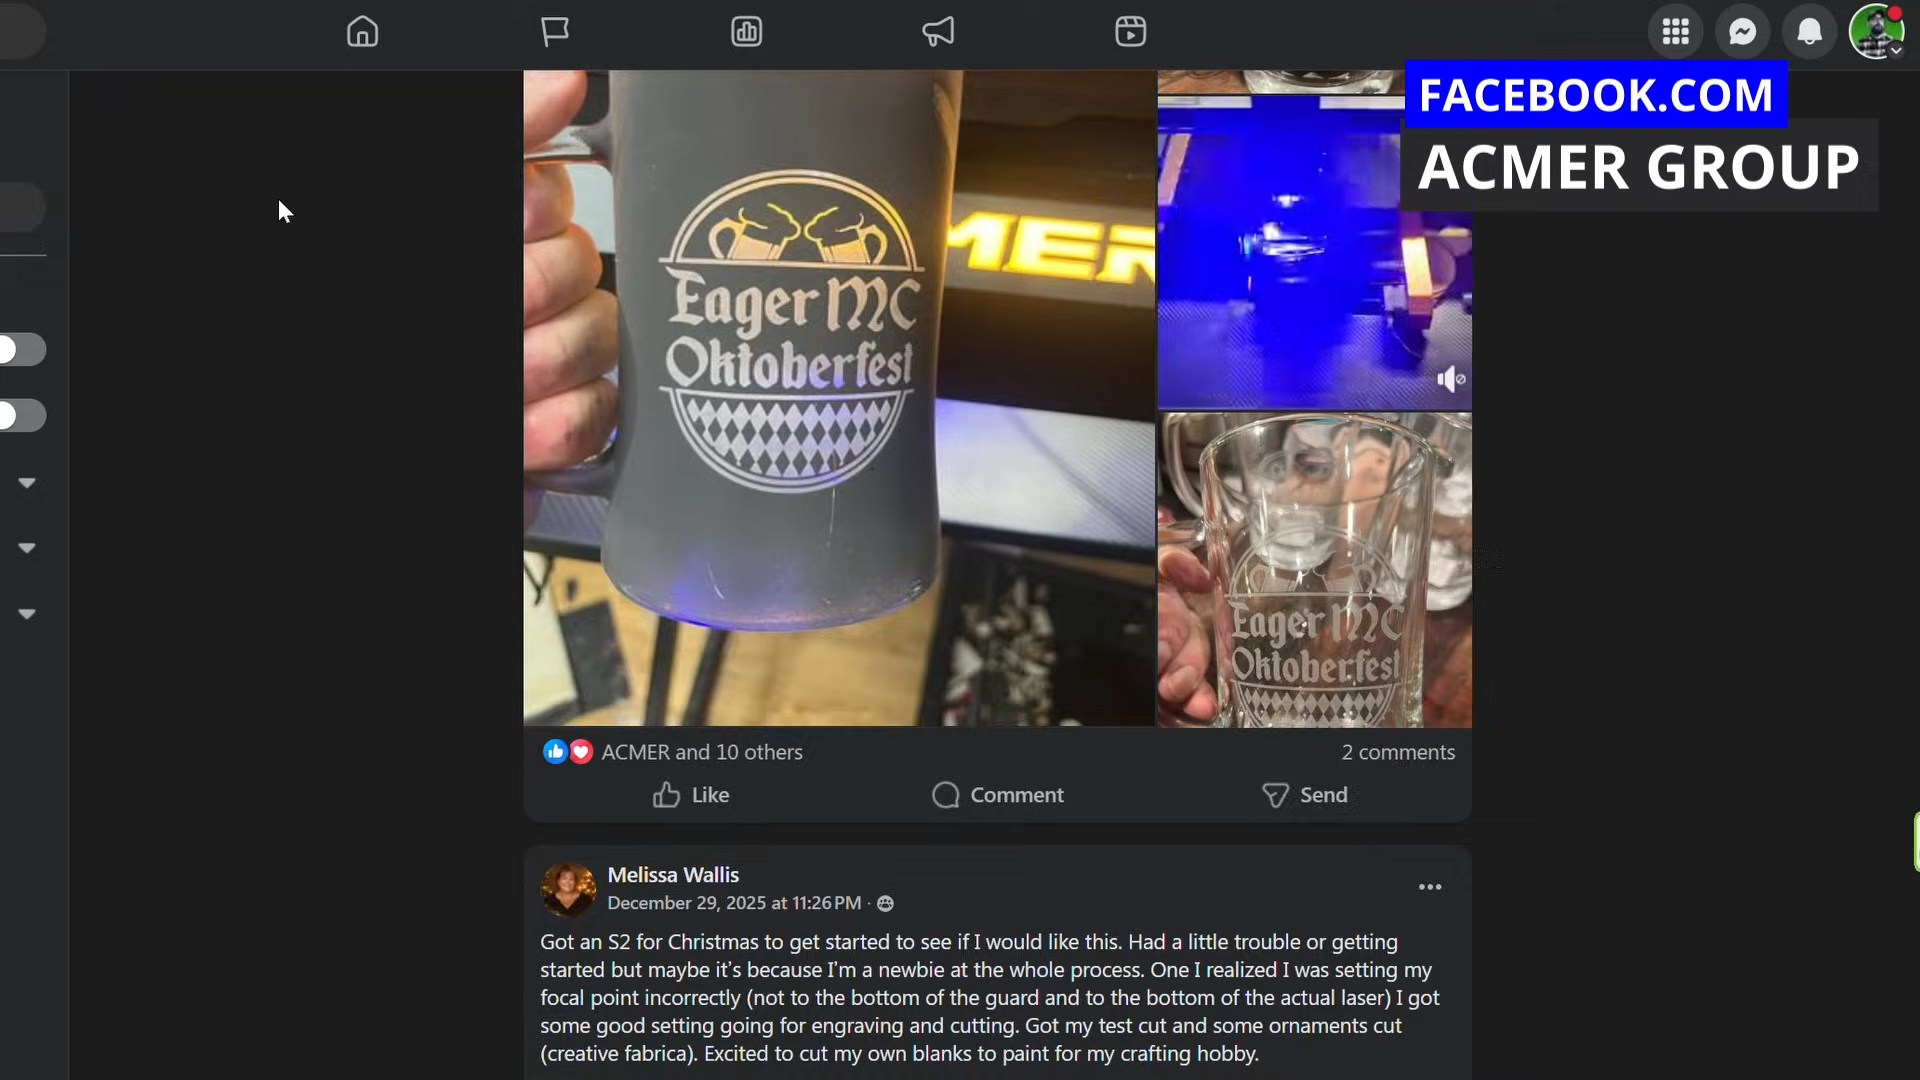 FACEBOOK.COM
ACMER GROUP
MER
Eager MC
Oktoberfest
Eager MC
Oktoberfest
ACMER and 10 others
2 comments
Like
Comment
Send
Melissa Wallis
December 29, 2025 at 11:26 PM ·
Got an S2 for Christmas to get started to see if I would like this. Had a little trouble or getting
started but maybe it's because I'm a newbie at the whole process. One I realized I was setting my
focal point incorrectly (not to the bottom of the guard and to the bottom of the actual laser) I got
some good setting going for engraving and cutting. Got my test cut and some ornaments cut
(creative fabrica). Excited to cut my own blanks to paint for my crafting hobby.